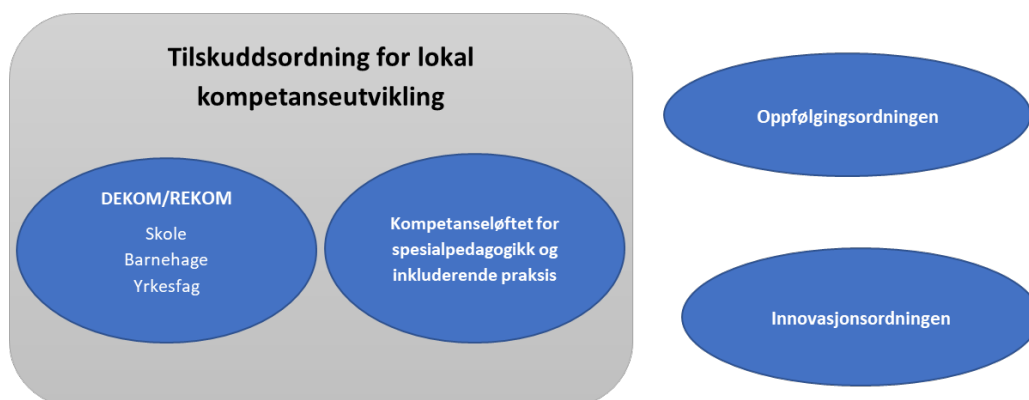 Tilskuddsordning for lokal
kompetanseutvikling
DEKOM/REKOM
Skole
Barnehage
Yrkesfag
Kompetanseløftet for
spesialpedagogikk og
inkluderende praksis
Oppfølgingsordningen
Innovasjonsordningen